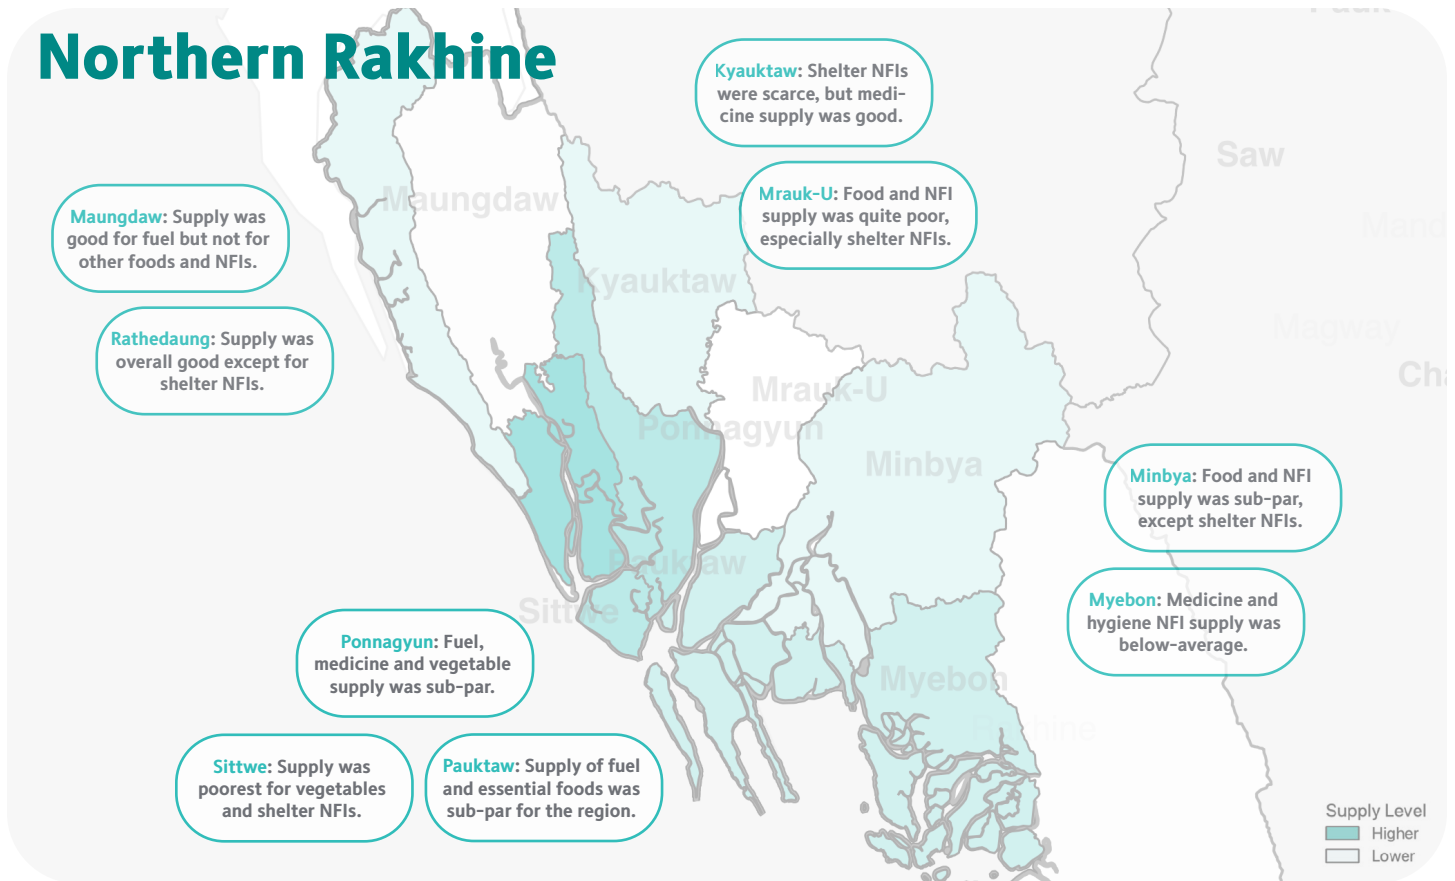 Northern Rakhine
Kyauktaw: Shelter NFIs
were scarce, but medi-
cine supply was good.
Mrauk-U: Food and NFI
supply was quite poor,
especially shelter NFIs.
Maungdaw: Supply was
good for fuel but not for
other foods and NFIs.
Rathedaung: Supply was
overall good except for
shelter NFIs.
Saw
Maungdaw
Kyauktaw
Magway
Mrauk-U
Ponnagyun
Minbya
Minbya: Food and NFI
supply was sub-par,
except shelter NFIs.
Pauktaw
Sittwe
Myebon: Medicine and
hygiene NFI supply was
below-average.
Ponnagyun: Fuel,
medicine and vegetable
supply was sub-par.
Myebon
Rakhine
Sittwe: Supply was
poorest for vegetables
and shelter NFIs.
Pauktaw: Supply of fuel
and essential foods was
sub-par for the region.
Supply Level
Higher
Lower